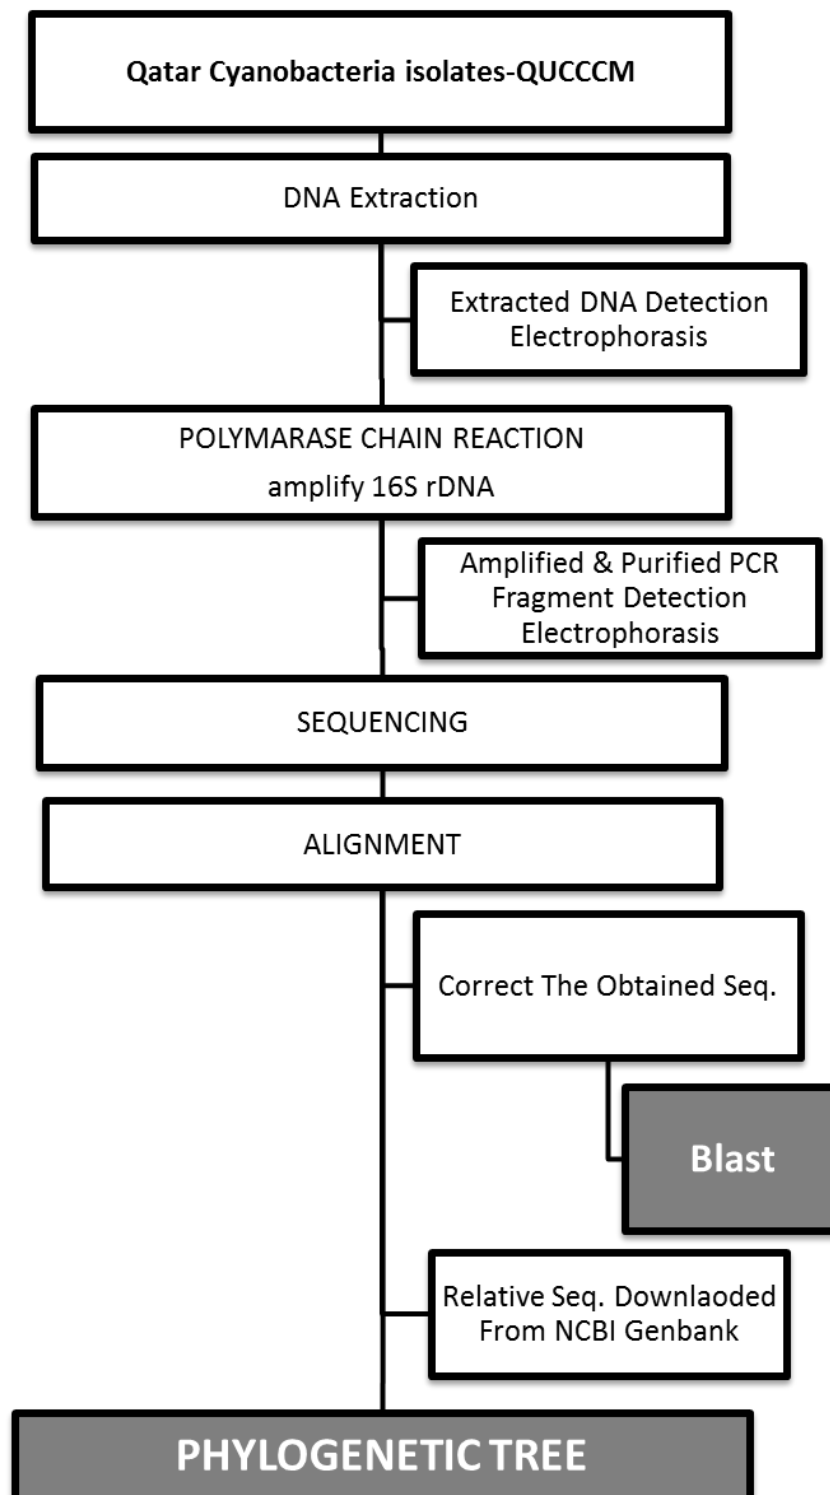 Qatar Cyanobacteria isolates-QUCCCM
DNA Extraction
Extracted DNA Detection
Electrophorasis
POLYMARASE CHAIN REACTION
amplify 16S rDNA
Amplified & Purified PCR
Fragment Detection
Electrophorasis
SEQUENCING
ALIGNMENT
Correct The Obtained Seq.
Blast
Relative Seq. Downlaoded
From NCBI Genbank
PHYLOGENETIC TREE